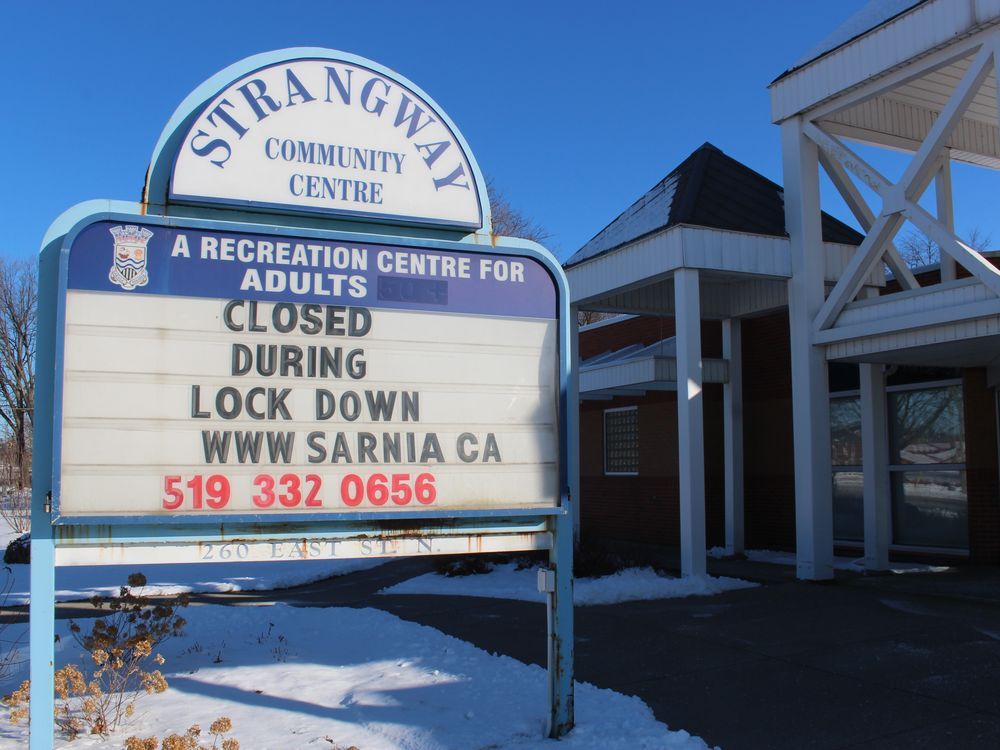 STRANGWAY
COMMUNITY
CENTRE
A RECREATION CENTRE FOR
ADULTS
CLOSED
DURING
LOCK DOWN
WWW SARNIA CA
519 332 0656
260 EAST ST. N.